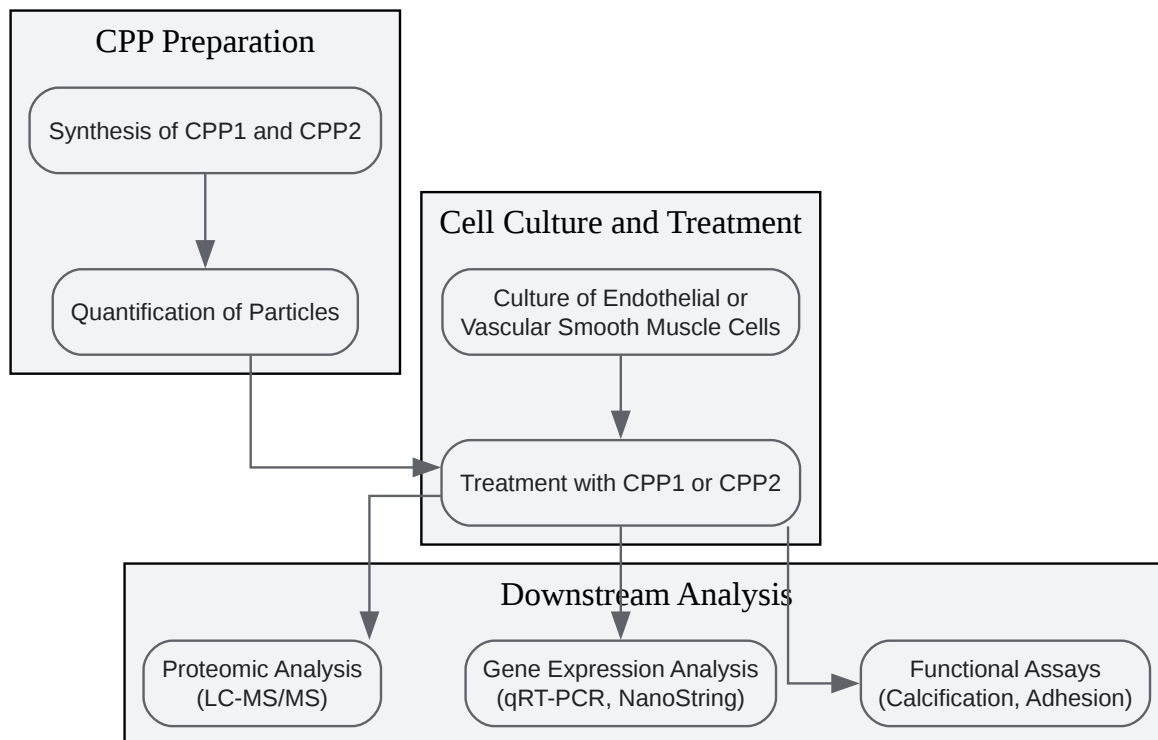 CPP Preparation
Synthesis of CPP1 and CPP2
Quantification of Particles
Cell Culture and Treatment
Culture of Endothelial or
Vascular Smooth Muscle Cells
Treatment with CPP1 or CPP2
Downstream Analysis
Proteomic Analysis
(LC-MS/MS)
Gene Expression Analysis
(qRT-PCR, NanoString)
Functional Assays
(Calcification, Adhesion)